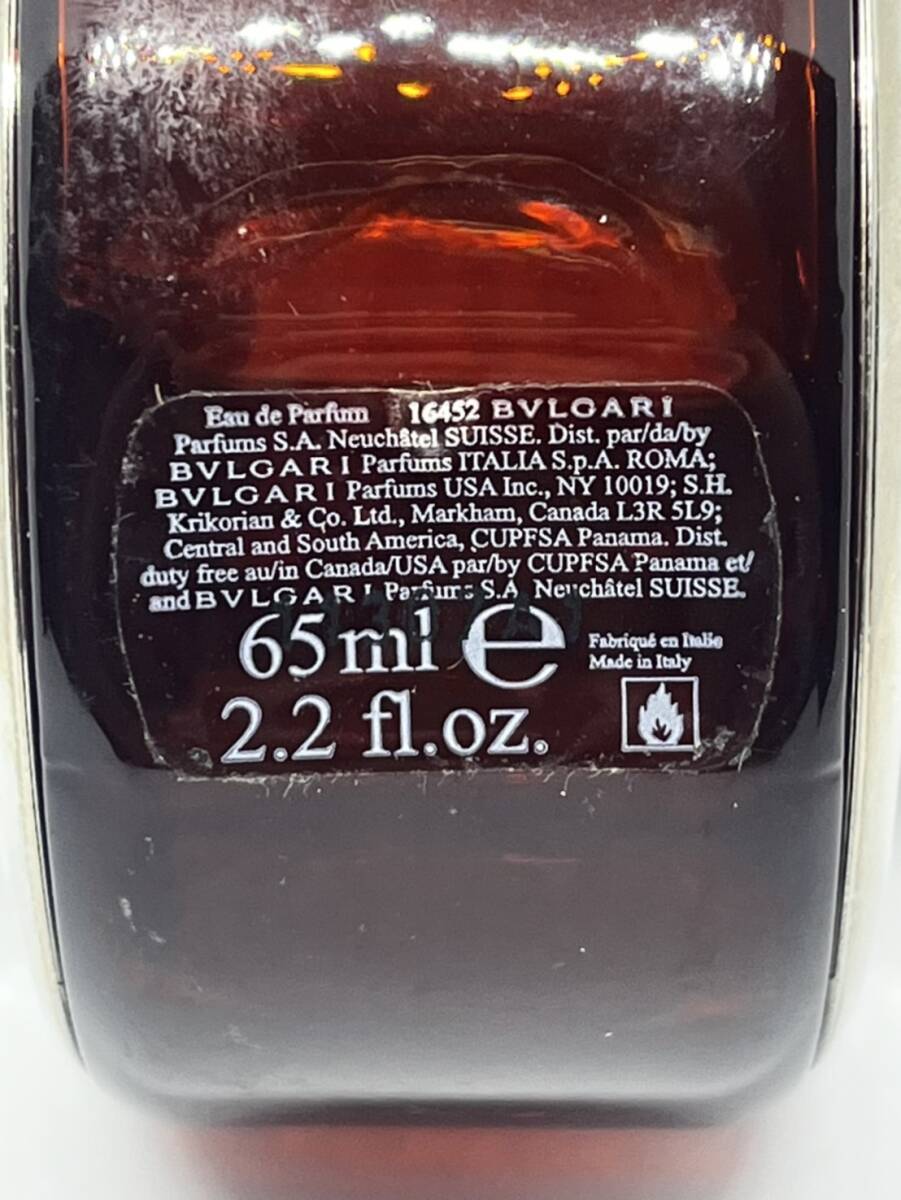 Eau de Parfum 16452 BVLGARI
Parfums S.A. Neuchâtel SUISSE. Dist. par/da/by
BVLGARI Parfums ITALIA S.p.A. ROMA;
BVLGARI Parfums USA Inc., NY 10019; S.H.
Krikorian & Co. Ltd., Markham, Canada L3R 5L9;
Central and South America, CUPFSA Panama. Dist.
duty free au/in Canada/USA par/by CUPFSA Panama et/
and BVLGARI Parfums S.A. Neuchâtel SUISSE.
65 ml e
2.2 fl.oz.
Fabriqué en Italie
Made in Italy